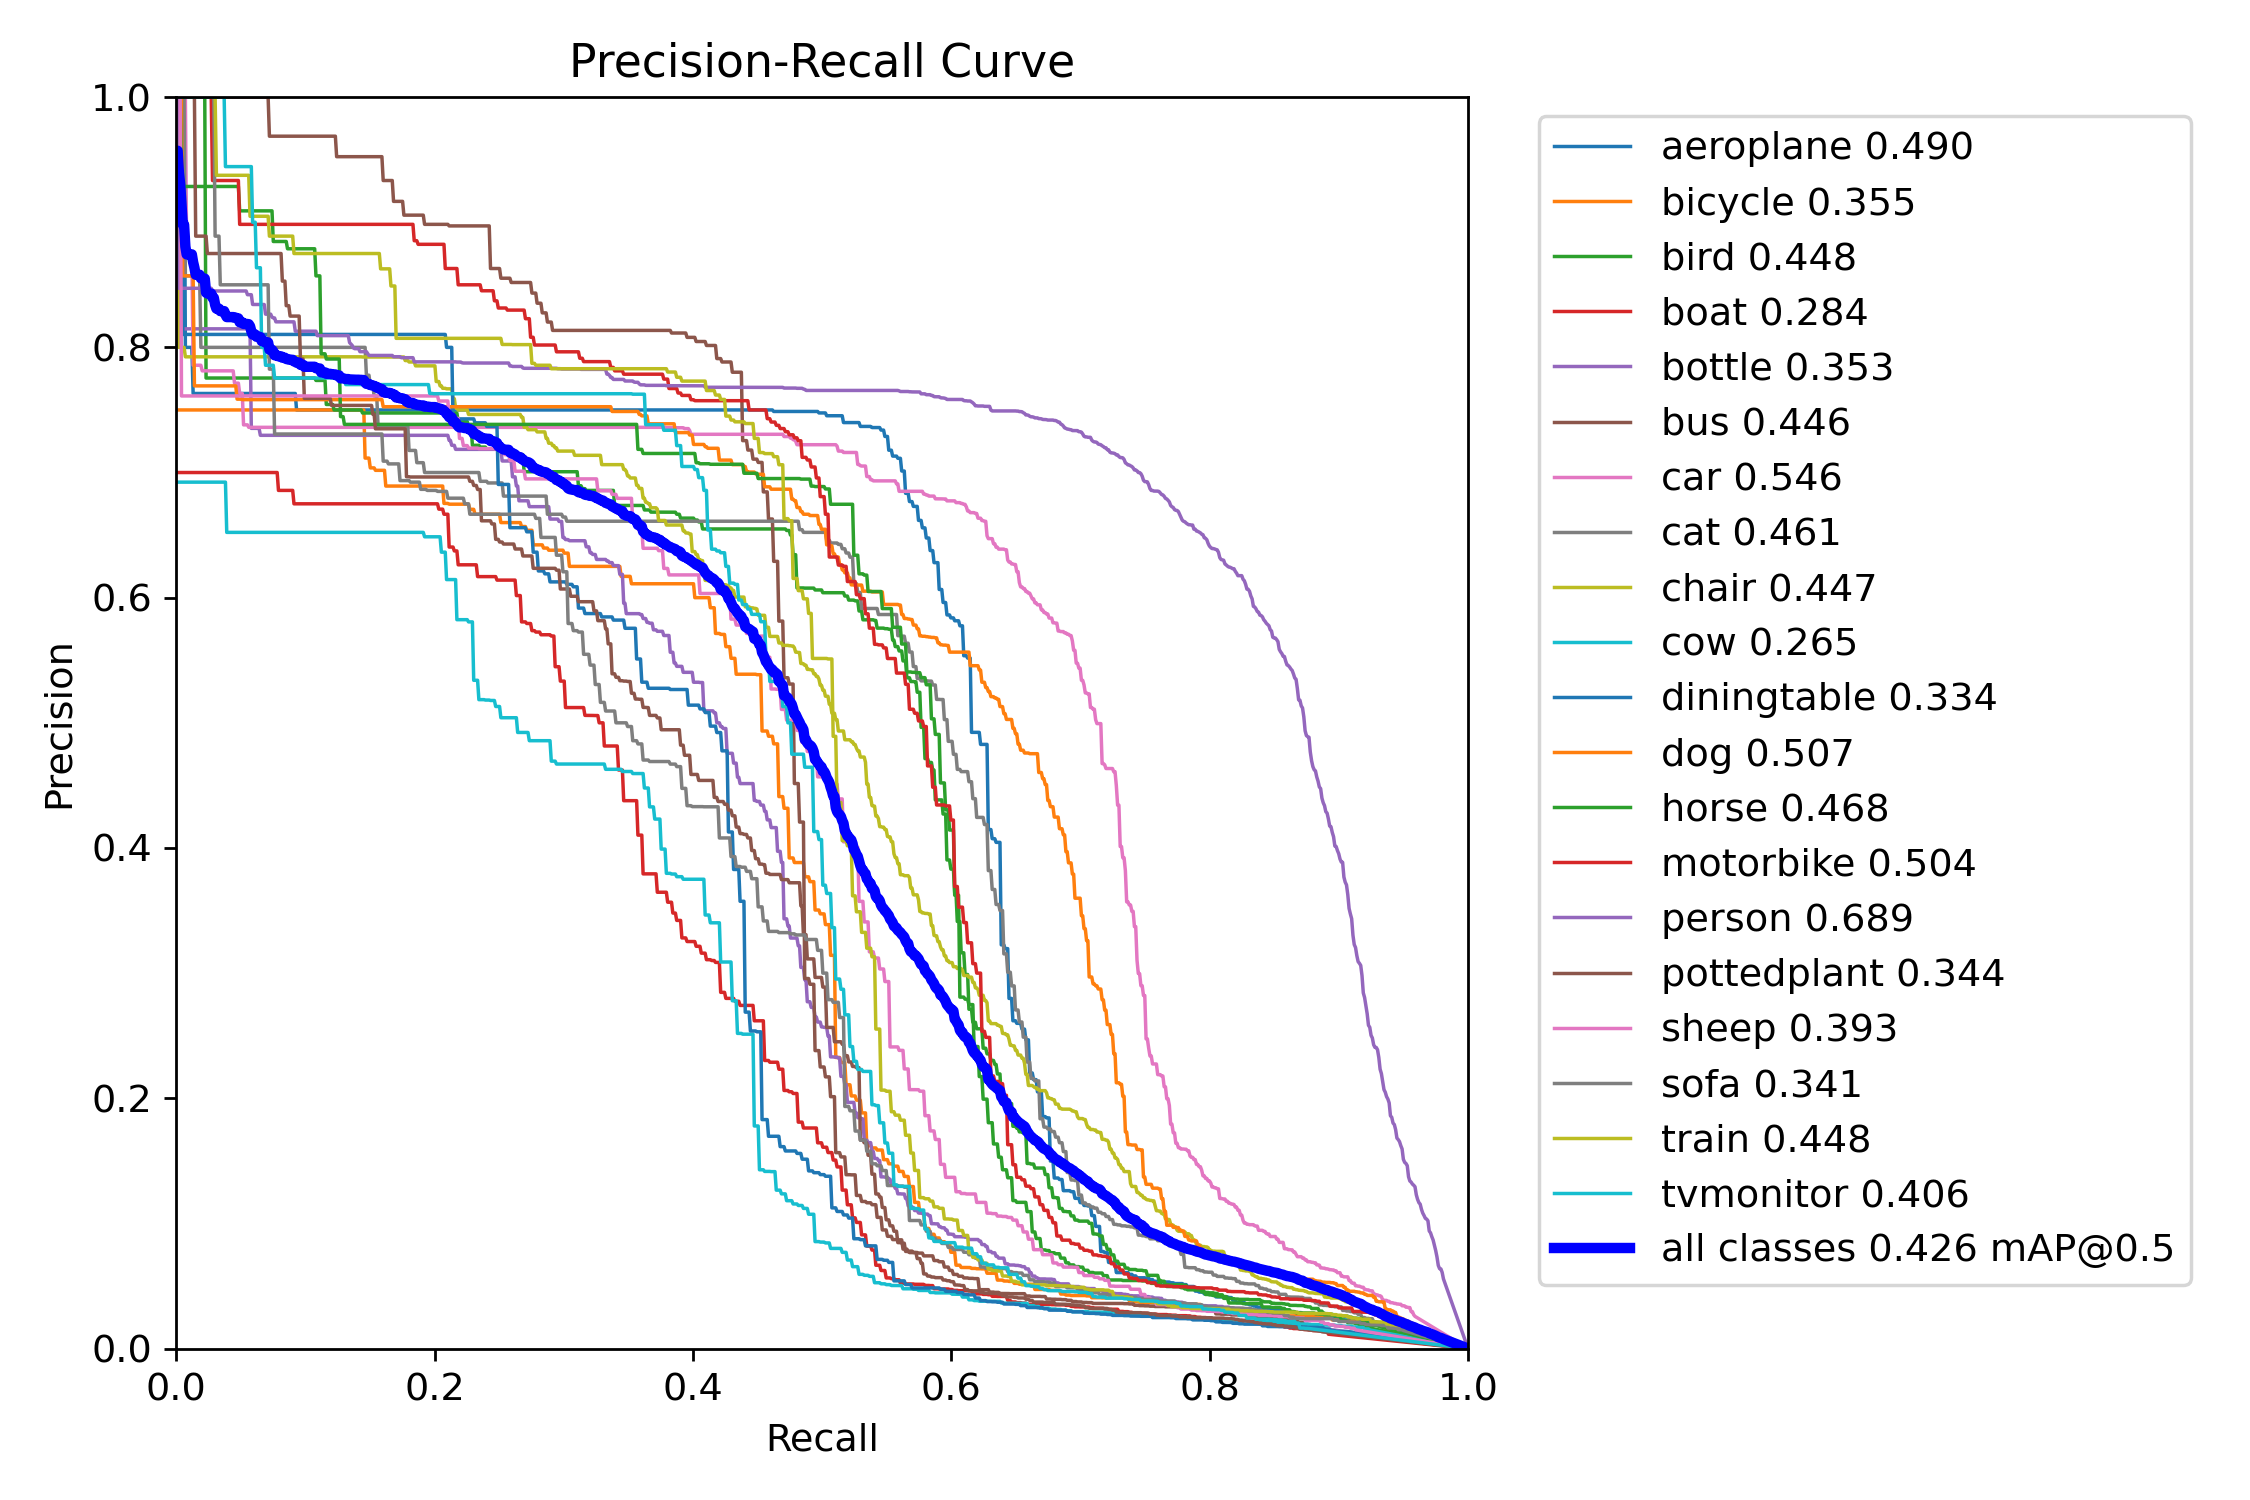 Precision-Recall Curve
1.0
0.8
0.6
0.4
0.2
0.0
Precision
0.0 0.2 0.4 0.6 0.8 1.0
Recall
aeroplane 0.490
bicycle 0.355
bird 0.448
boat 0.284
bottle 0.353
bus 0.446
car 0.546
cat 0.461
chair 0.447
cow 0.265
diningtable 0.334
dog 0.507
horse 0.468
motorbike 0.504
person 0.689
pottedplant 0.344
sheep 0.393
sofa 0.341
train 0.448
tvmonitor 0.406
all classes 0.426 mAP@0.5